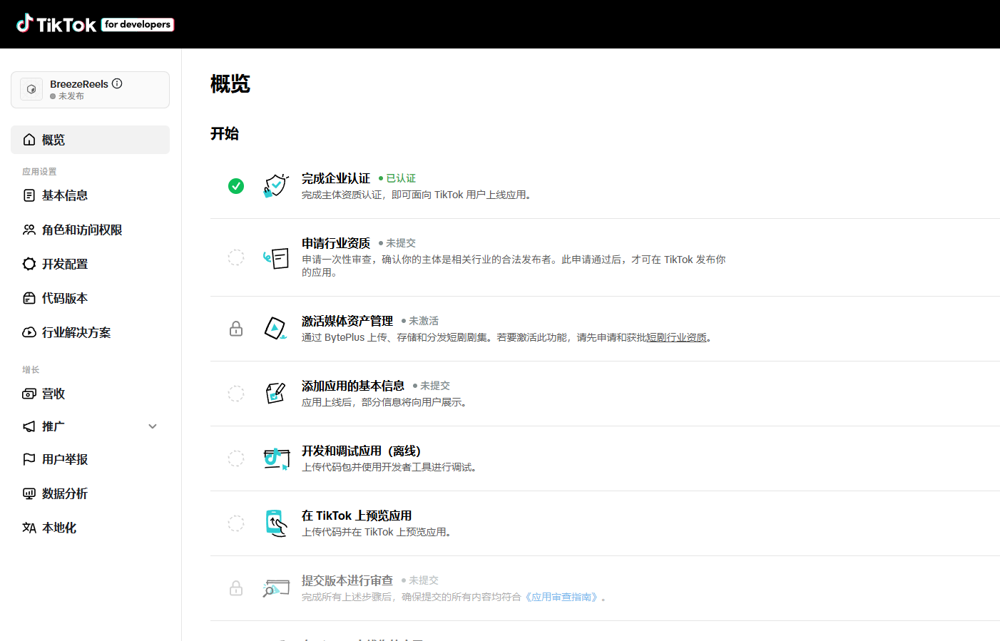 TikTok for developers
BreezeReels
未发布
概览
应用设置
基本信息
角色和访问权限
开发配置
代码版本
行业解决方案
增长
营收
推广
用户举报
数据分析
本地化
概览
开始
完成企业认证 已认证
完成主体资质认证，即可面向 TikTok 用户上线应用。
申请行业资质 未提交
申请一次性审查，确认你的主体是相关行业的合法发布者。此申请通过后，才可在 TikTok 发布你
的应用。
激活媒体资产管理 未激活
通过 BytePlus 上传、存储和分发短剧剧集。若要激活此功能，请先申请和获批短剧行业资质。
添加应用的基本信息 未提交
应用上线后，部分信息将向用户展示。
开发和调试应用（离线）
上传代码包并使用开发者工具进行调试。
在 TikTok 上预览应用
上传代码并在 TikTok 上预览应用。
提交版本进行审查 未提交
完成所有上述步骤后，确保提交的所有内容均符合《应用审查指南》。